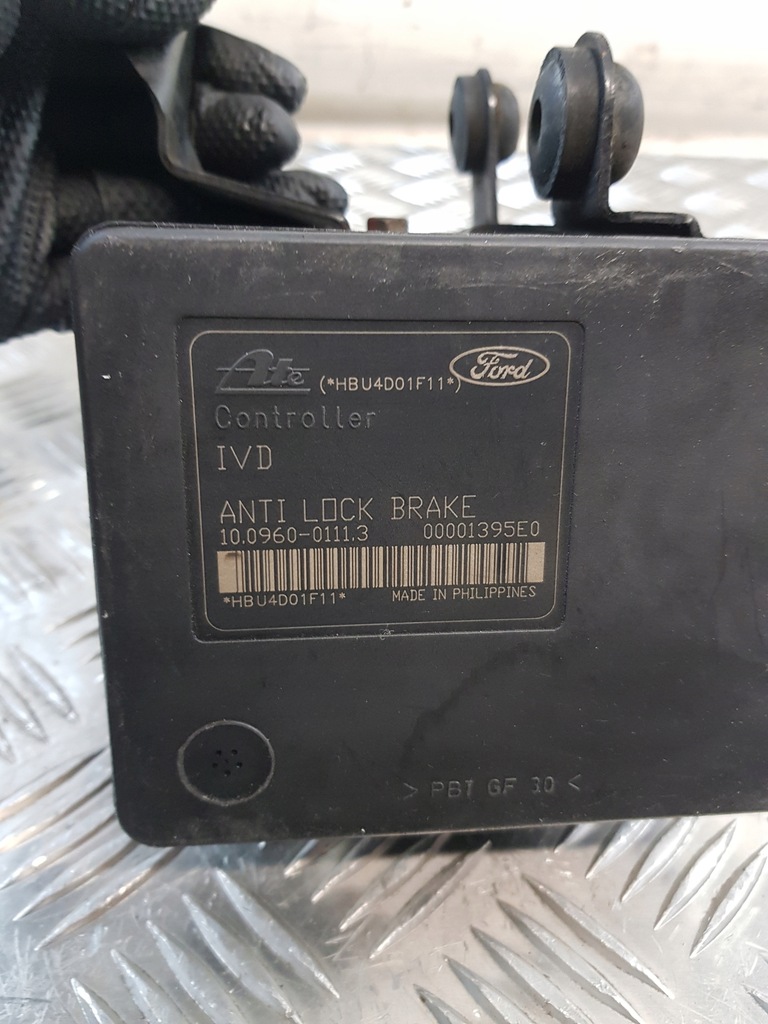 Ate (*HBU4D01F11*) Ford
Controller
IVD
ANTI LOCK BRAKE
10.0960-0111.3 00001395E0
*HBU4D01F11* MADE IN PHILIPPINES
> PBT GF 30 <